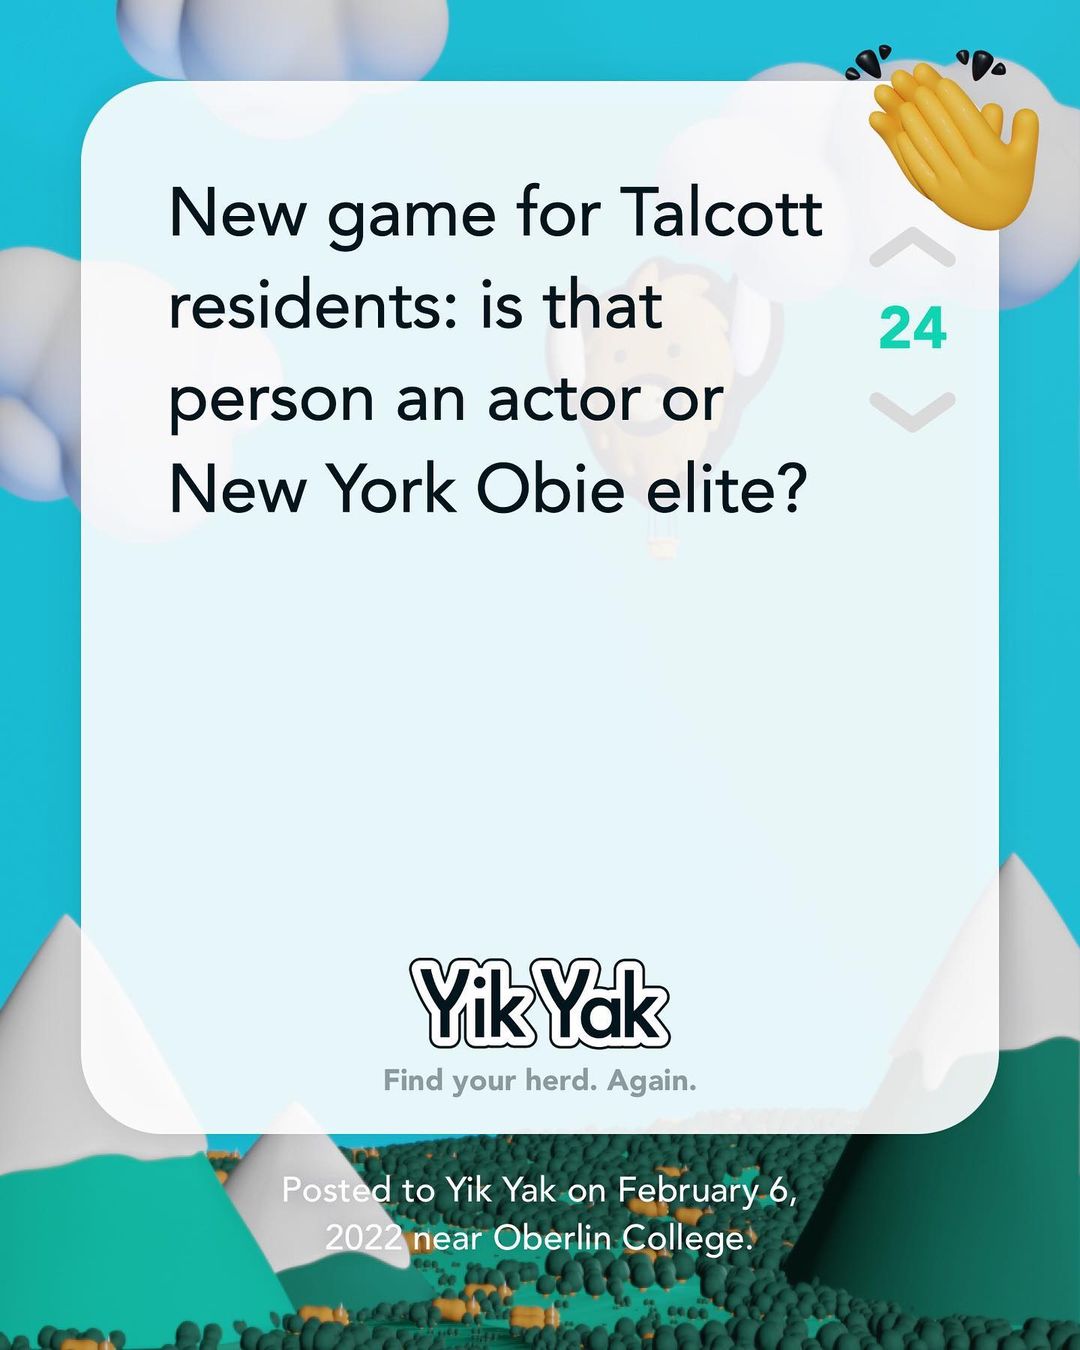 New game for Talcott
residents: is that
person an actor or
New York Obie elite?
24
Yik Yak
Find your herd. Again.
Posted to Yik Yak on February 6,
2022 near Oberlin College.